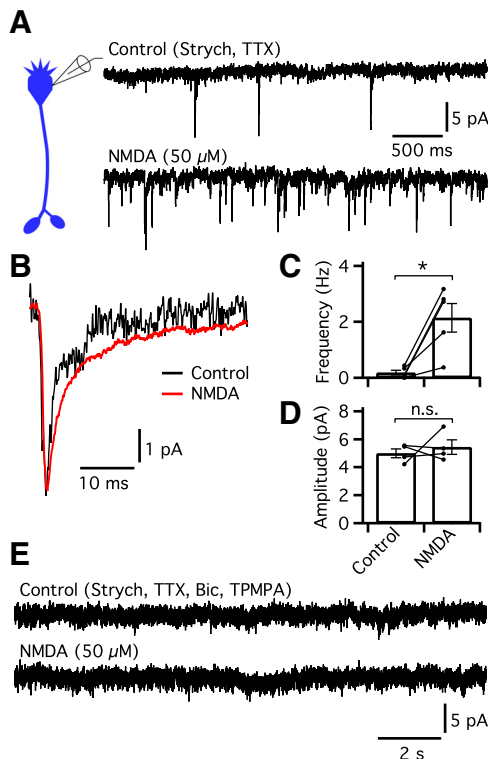 A
Control (Strych, TTX)
5 pA
500 ms
NMDA (50 µM)
B
Control
NMDA
1 pA
10 ms
C
Frequency (Hz)
4
2
0
*
D
Amplitude (pA)
8
6
4
2
0
n.s.
Control
NMDA
E
Control (Strych, TTX, Bic, TPMPA)
NMDA (50 µM)
5 pA
2 s